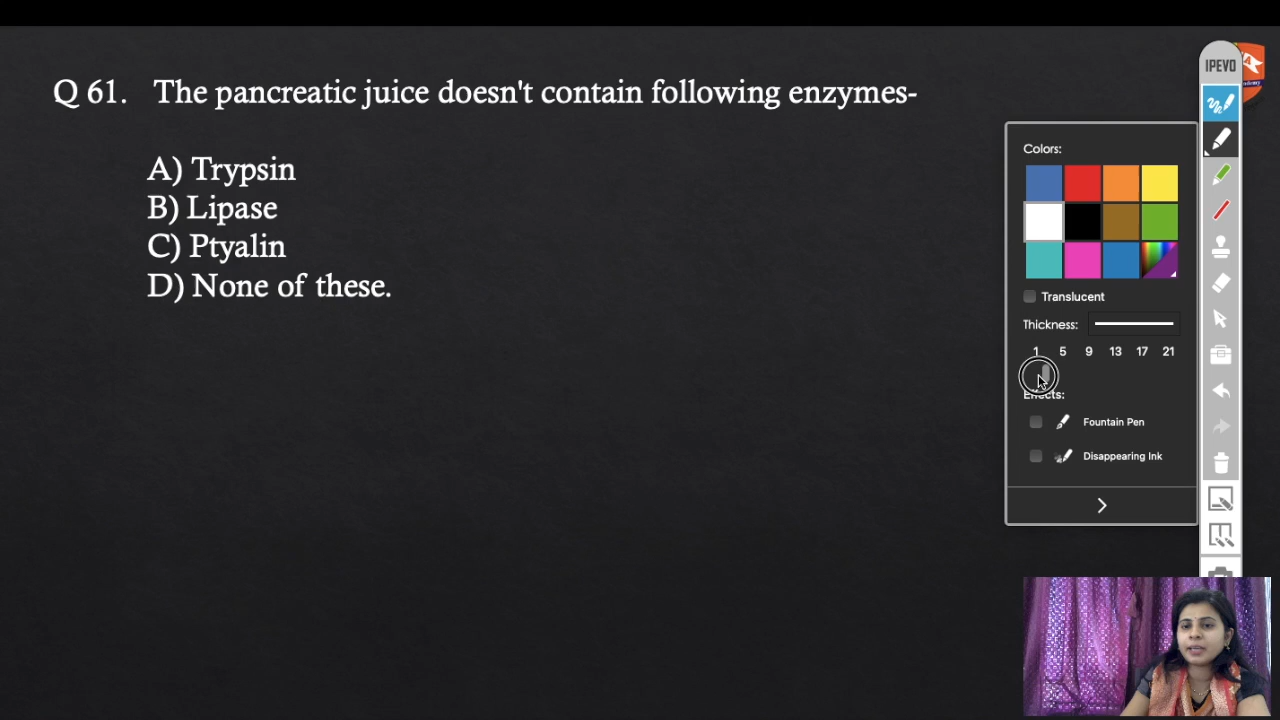 Q 61. The pancreatic juice doesn't contain following enzymes-
A) Trypsin
B) Lipase
C) Ptyalin
D) None of these.
IPEVO
Colors:
Translucent
Thickness:
1 5 9 13 17 21
Effects:
Fountain Pen
Disappearing Ink